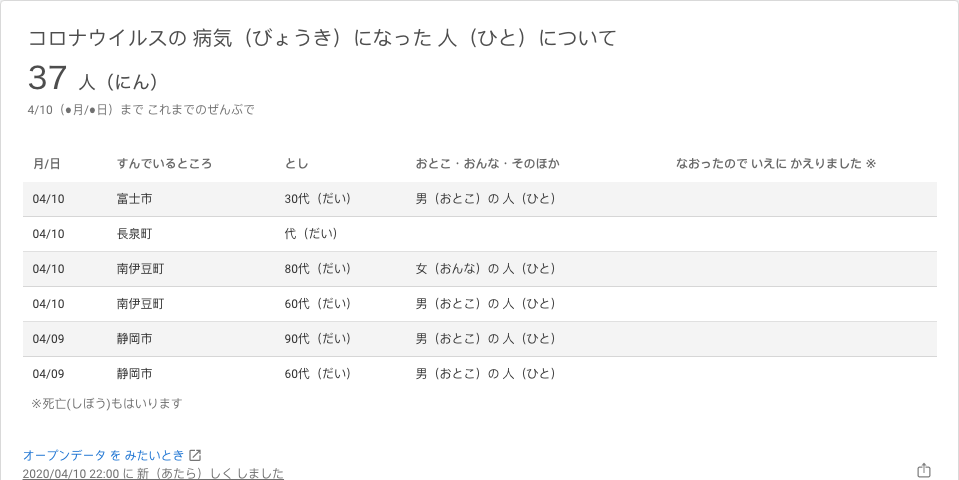 コロナウイルスの 病気（びょうき）になった 人（ひと）について
37 人（にん）
4/10（●月/●日）まで これまでのぜんぶで
月/日 すんでいるところ とし おとこ・おんな・そのほか なおったので いえに かえりました ※
04/10 富士市 30代（だい） 男（おとこ）の 人（ひと）
04/10 長泉町 代（だい）
04/10 南伊豆町 80代（だい） 女（おんな）の 人（ひと）
04/10 南伊豆町 60代（だい） 男（おとこ）の 人（ひと）
04/09 静岡市 90代（だい） 男（おとこ）の 人（ひと）
04/09 静岡市 60代（だい） 男（おとこ）の 人（ひと）
※死亡(しぼう)もはいります
オープンデータ を みたいとき
2020/04/10 22:00 に 新（あたら）しく しました